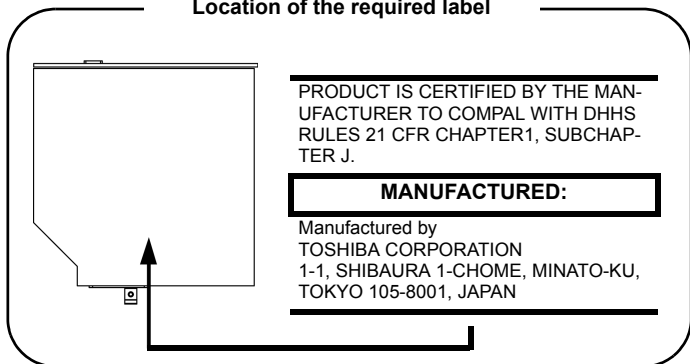 Location of the required label
PRODUCT IS CERTIFIED BY THE MAN-
UFACTURER TO COMPAL WITH DHHS
RULES 21 CFR CHAPTER1, SUBCHAP-
TER J.
MANUFACTURED:
Manufactured by
TOSHIBA CORPORATION
1-1, SHIBAURA 1-CHOME, MINATO-KU,
TOKYO 105-8001, JAPAN